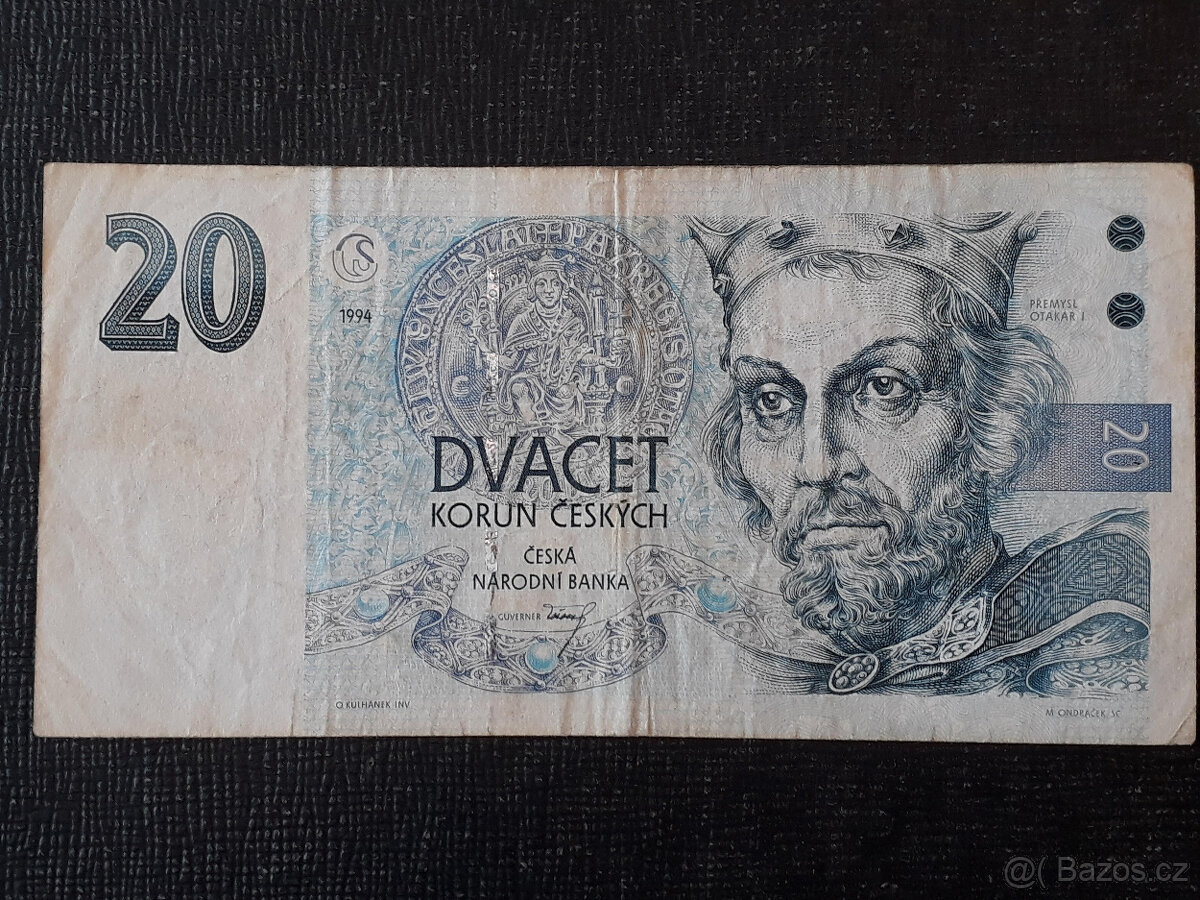 20
1994
DVACET
KORUN ČESKÝCH
ČESKÁ
NÁRODNÍ BANKA
GUVERNÉR
PŘEMYSL
OTAKAR I
20
O. KULHÁNEK INV
M. ONDRÁČEK, SC
@( Bazos.cz